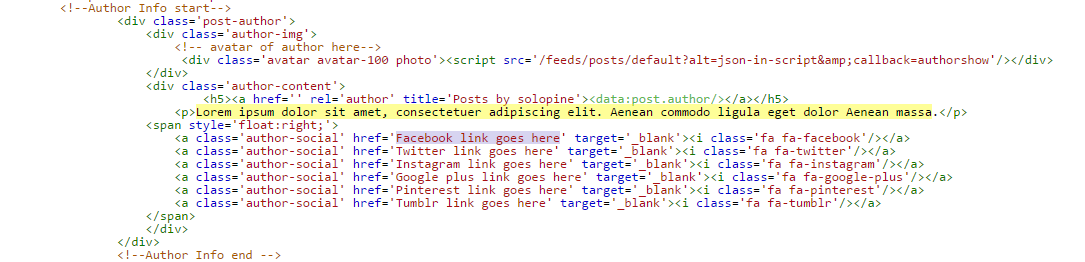 <!--Author Info start-->
<div class='post-author'>
<div class='author-img'>
<!-- avatar of author here-->
<div class='avatar avatar-100 photo'><script src='/feeds/posts/default?alt=json-in-script&amp;callback=authorshow'/></div>
</div>
<div class='author-content'>
<h5><a href='' rel='author' title='Posts by solopine'><data:post.author/></a></h5>
<p>Lorem ipsum dolor sit amet, consectetuer adipiscing elit. Aenean commodo ligula eget dolor Aenean massa.</p>
<span style='float:right;'>
<a class='author-social' href='Facebook link goes here' target='_blank'><i class='fa fa-facebook'/></a>
<a class='author-social' href='Twitter link goes here' target='_blank'><i class='fa fa-twitter'/></a>
<a class='author-social' href='Instagram link goes here' target='_blank'><i class='fa fa-instagram'/></a>
<a class='author-social' href='Google plus link goes here' target='_blank'><i class='fa fa-google-plus'/></a>
<a class='author-social' href='Pinterest link goes here' target='_blank'><i class='fa fa-pinterest'/></a>
<a class='author-social' href='Tumblr link goes here' target='_blank'><i class='fa fa-tumblr'/></a>
</span>
</div>
</div>
<!--Author Info end -->